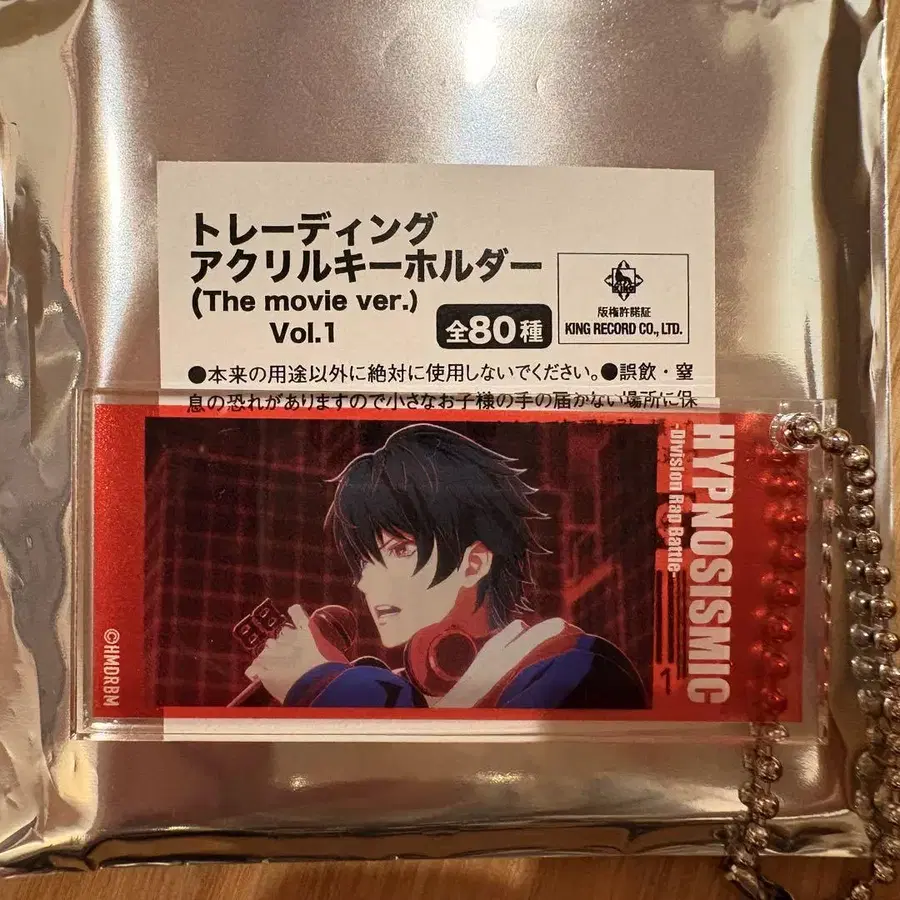 トレーディング
アクリルキーホルダー
(The movie ver.)
Vol.1
全80種
KING
版権許諾証
KING RECORD CO., LTD.
●本来の用途以外に絶対に使用しないでください。●誤飲・窒
息の恐れがありますので小さなお子様の手の届かない場所に保
HYPNOSISMIC
-Division Rap Battle-
1
©HMDRBM